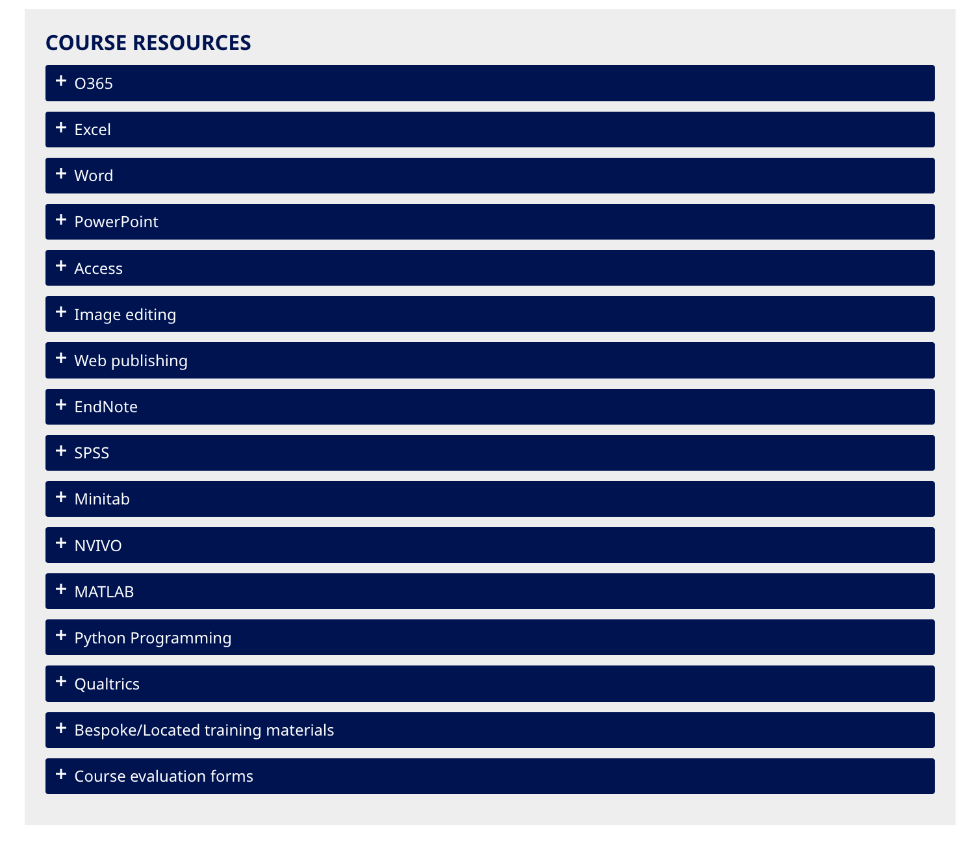 COURSE RESOURCES
+ O365
+ Excel
+ Word
+ PowerPoint
+ Access
+ Image editing
+ Web publishing
+ EndNote
+ SPSS
+ Minitab
+ NVIVO
+ MATLAB
+ Python Programming
+ Qualtrics
+ Bespoke/Located training materials
+ Course evaluation forms